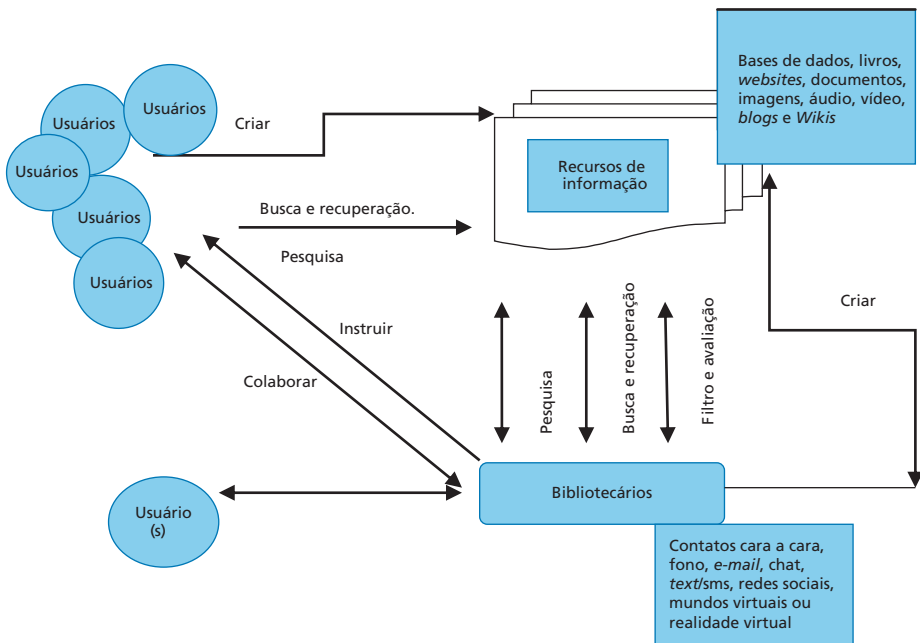 Usuários
Usuários
Usuários
Usuários
Usuários
Criar
Bases de dados, livros,
websites, documentos,
imagens, áudio, vídeo,
blogs e Wikis
Recursos de
informação
Busca e recuperação.
Pesquisa
Instruir
Colaborar
Pesquisa
Busca e recuperação
Filtro e avaliação
Criar
Usuário
(s)
Bibliotecários
Contatos cara a cara,
fono, e-mail, chat,
text/sms, redes sociais,
mundos virtuais ou
realidade virtual